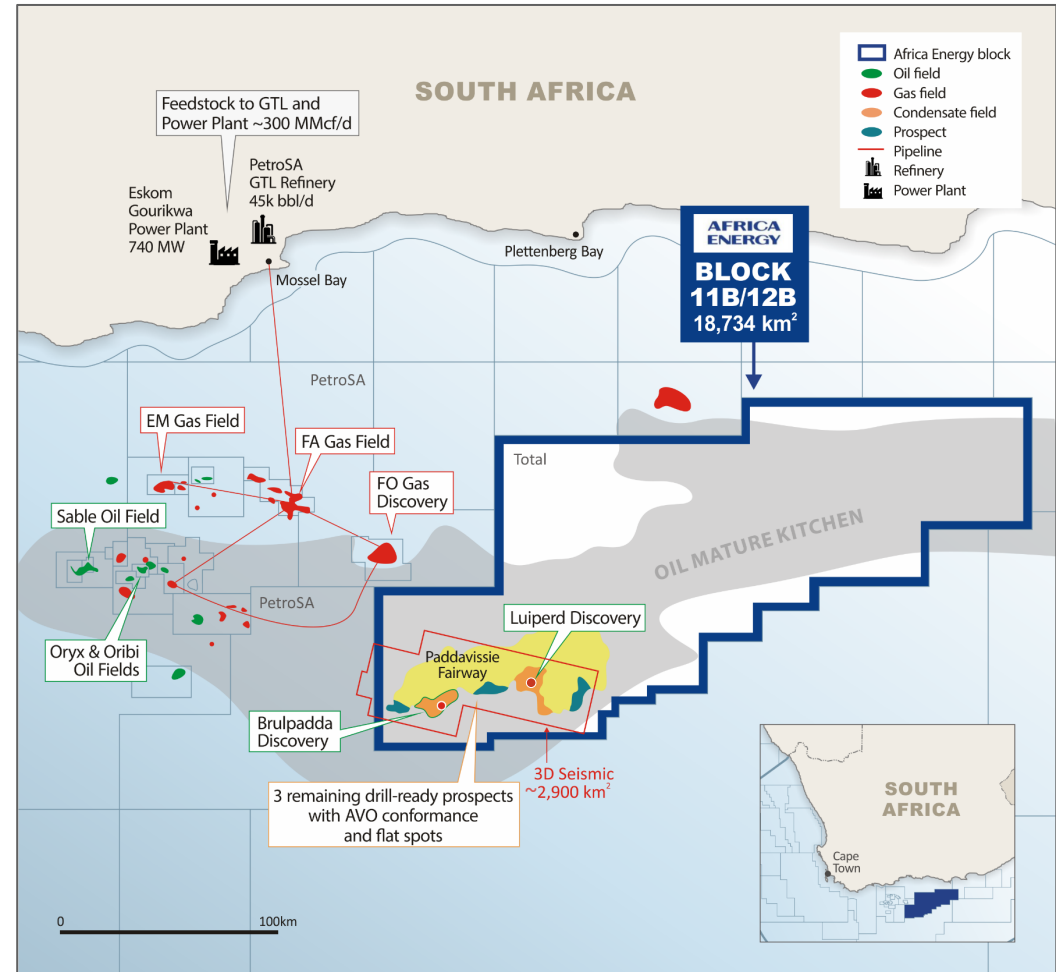 SOUTH AFRICA
Africa Energy block
Oil field
Gas field
Condensate field
Prospect
Pipeline
Refinery
Power Plant
Feedstock to GTL and
Power Plant ~300 MMcf/d
PetroSA
GTL Refinery
45k bbl/d
Eskom
Gourikwa
Power Plant
740 MW
Mossel Bay
Plettenberg Bay
AFRICA
ENERGY
BLOCK
11B/12B
18,734 km²
PetroSA
EM Gas Field
FA Gas Field
FO Gas
Discovery
Total
Sable Oil Field
OIL MATURE KITCHEN
PetroSA
Oryx & Oribi
Oil Fields
Luiperd Discovery
Paddavissie
Fairway
Brulpadda
Discovery
3D Seismic
~2,900 km²
3 remaining drill-ready prospects
with AVO conformance
and flat spots
SOUTH
AFRICA
Cape
Town
0 100km